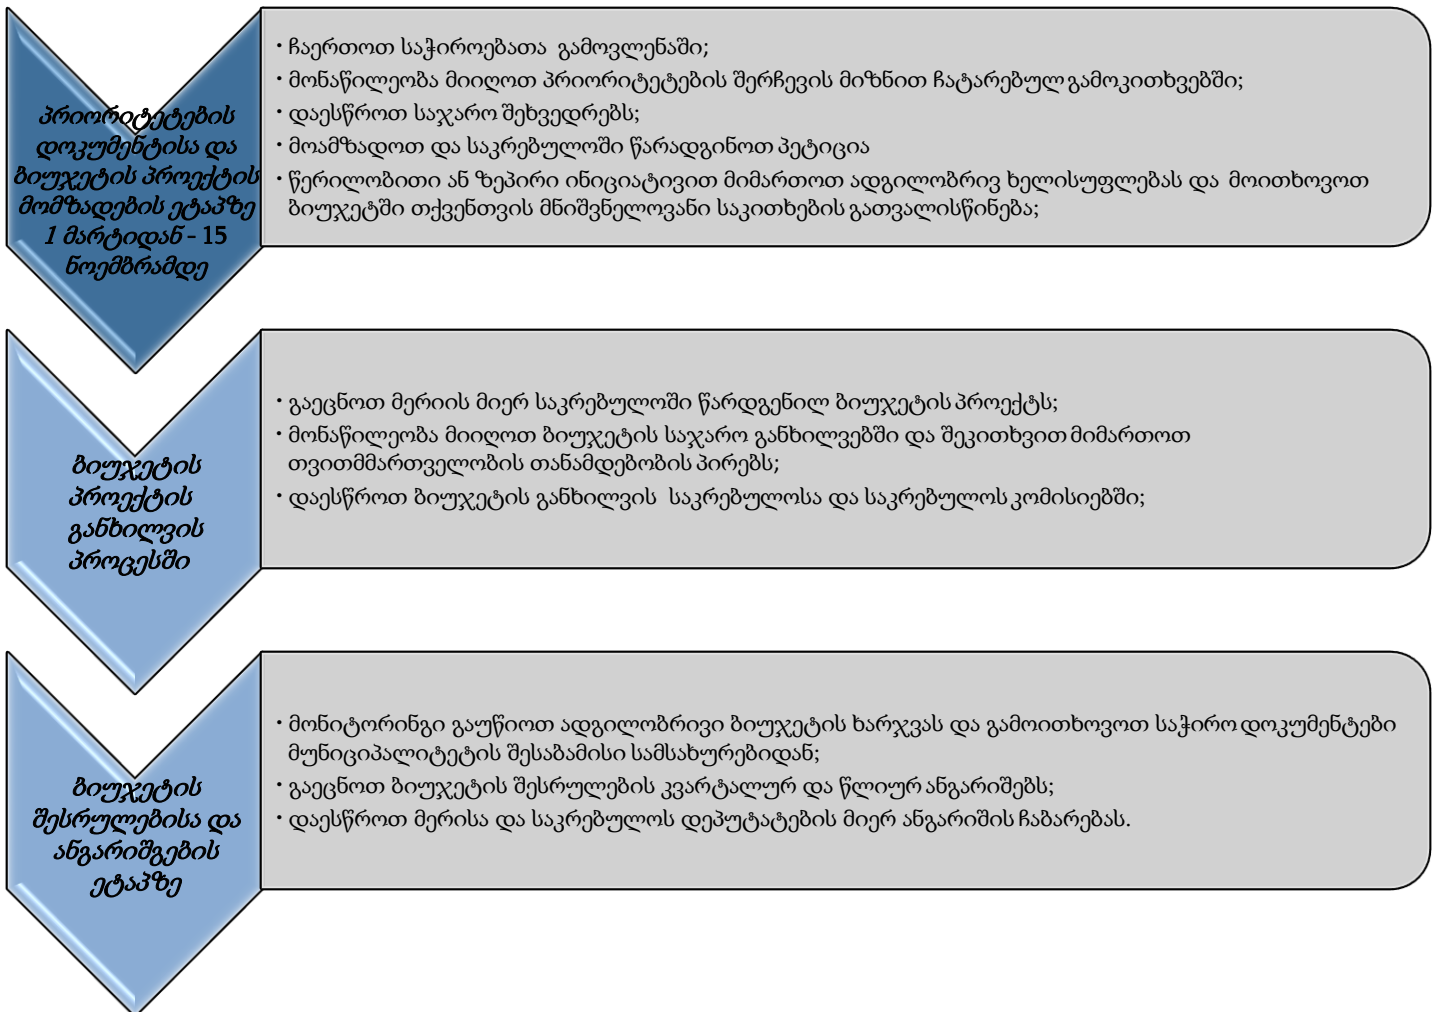 პრიორიტეტების
დოკუმენტისა და
ბიუჯეტის პროექტის
მომზადების ეტაპზე
1 მარტიდან - 15
ნოემბრამდე
• ჩაერთოთ საჭიროებათა გამოვლენაში;
• მონაწილეობა მიიღოთ პრიორიტეტების შერჩევის მიზნით ჩატარებულ გამოკითხვებში;
• დაესწროთ საჯარო შეხვედრებს;
• მოამზადოთ და საკრებულოში წარადგინოთ პეტიცია
• წერილობითი ან ზეპირი ინიციატივით მიმართოთ ადგილობრივ ხელისუფლებას და მოითხოვოთ
ბიუჯეტში თქვენთვის მნიშვნელოვანი საკითხების გათვალისწინება;
ბიუჯეტის
პროექტის
განხილვის
პროცესში
• გაეცნოთ მერიის მიერ საკრებულოში წარდგენილ ბიუჯეტის პროექტს;
• მონაწილეობა მიიღოთ ბიუჯეტის საჯარო განხილვებში და შეკითხვით მიმართოთ
თვითმმართველობის თანამდებობის პირებს;
• დაესწროთ ბიუჯეტის განხილვის საკრებულოსა და საკრებულოს კომისიებში;
ბიუჯეტის
შესრულებისა და
ანგარიშგების
ეტაპზე
• მონიტორინგი გაუწიოთ ადგილობრივი ბიუჯეტის ხარჯვას და გამოითხოვოთ საჭირო დოკუმენტები
მუნიციპალიტეტის შესაბამისი სამსახურებიდან;
• გაეცნოთ ბიუჯეტის შესრულების კვარტალურ და წლიურ ანგარიშებს;
• დაესწროთ მერისა და საკრებულოს დეპუტატების მიერ ანგარიშის ჩაბარებას.